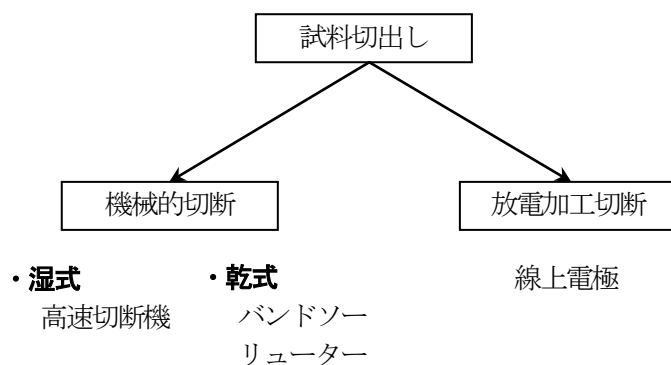 試料切出し
機械的切断
放電加工切断
・湿式
高速切断機
・乾式
バンドソー
リューター
線上電極